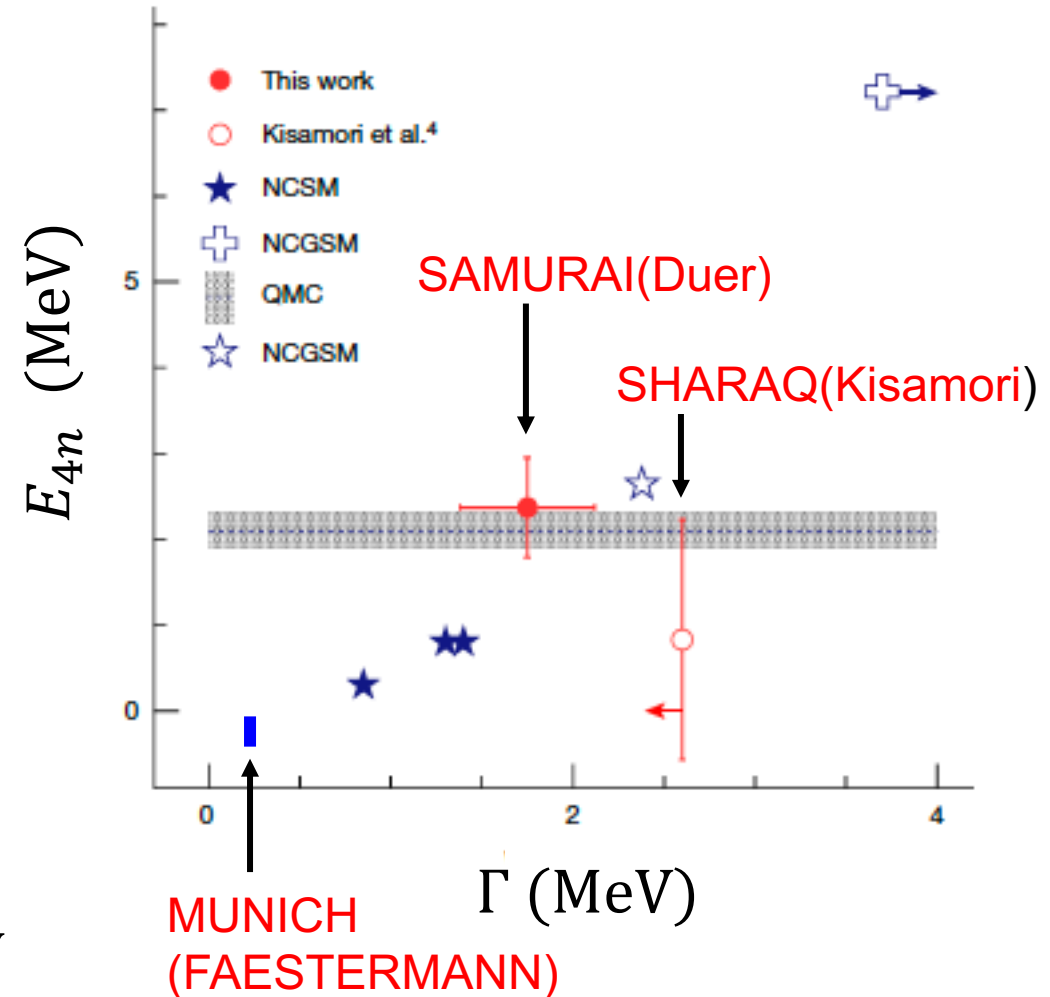 This work
Kisamori et al.⁴
NCSM
NCGSM
QMC
NCGSM
SAMURAI(Duer)
SHARAQ(Kisamori)
E4n (MeV)
5
0
0
2
4
Γ (MeV)
MUNICH
(FAESTERMANN)